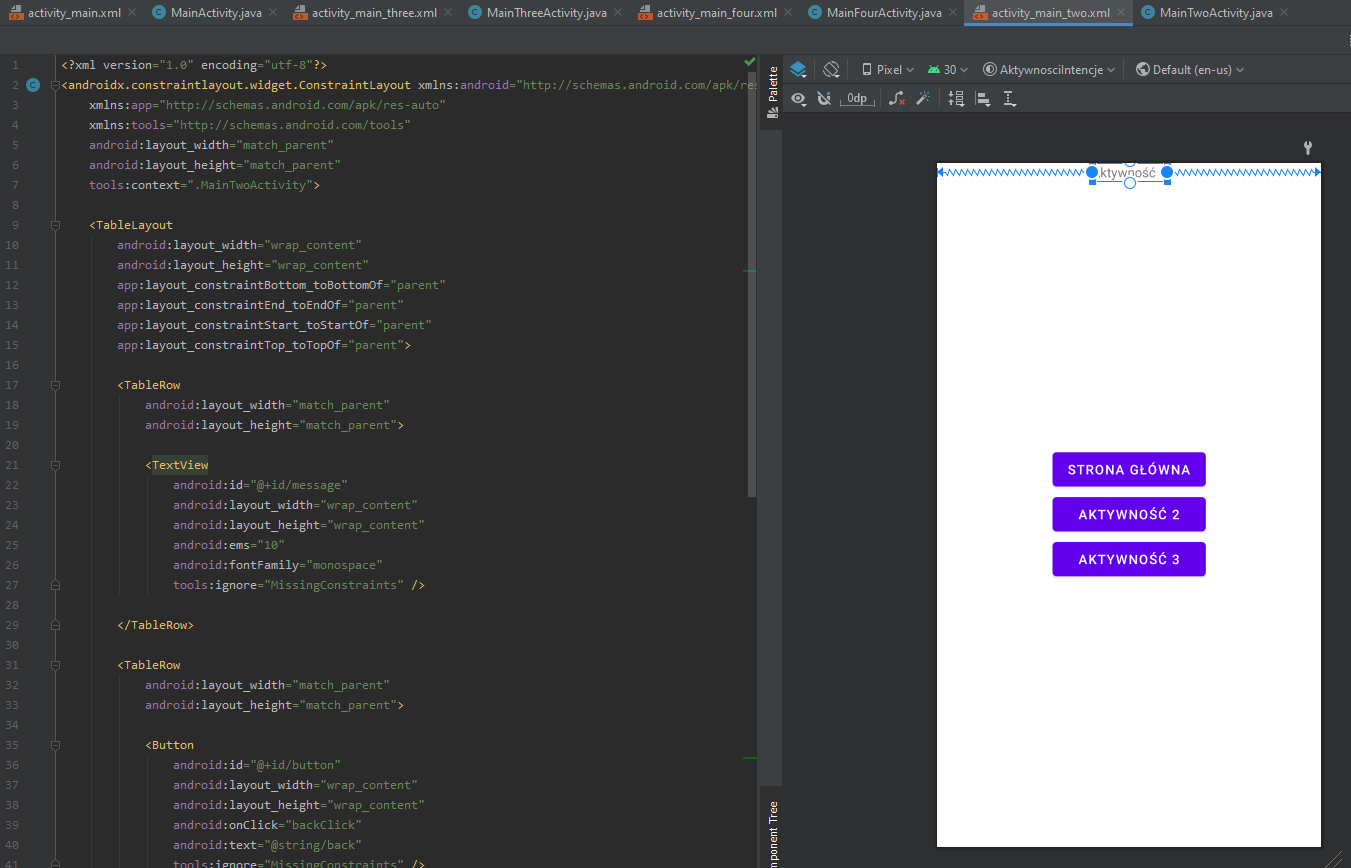 activity_main.xml
MainActivity.java
activity_main_three.xml
MainThreeActivity.java
activity_main_four.xml
MainFourActivity.java
activity_main_two.xml
MainTwoActivity.java
1 <?xml version="1.0" encoding="utf-8"?>
2 <androidx.constraintlayout.widget.ConstraintLayout xmlns:android="http://schemas.android.com/apk/res
3 xmlns:app="http://schemas.android.com/apk/res-auto"
4 xmlns:tools="http://schemas.android.com/tools"
5 android:layout_width="match_parent"
6 android:layout_height="match_parent"
7 tools:context=".MainTwoActivity">
8
9 <TableLayout
10 android:layout_width="wrap_content"
11 android:layout_height="wrap_content"
12 app:layout_constraintBottom_toBottomOf="parent"
13 app:layout_constraintEnd_toEndOf="parent"
14 app:layout_constraintStart_toStartOf="parent"
15 app:layout_constraintTop_toTopOf="parent">
16
17 <TableRow
18 android:layout_width="match_parent"
19 android:layout_height="match_parent">
20
21 <TextView
22 android:id="@+id/message"
23 android:layout_width="wrap_content"
24 android:layout_height="wrap_content"
25 android:ems="10"
26 android:fontFamily="monospace"
27 tools:ignore="MissingConstraints" />
28
29 </TableRow>
30
31 <TableRow
32 android:layout_width="match_parent"
33 android:layout_height="match_parent">
34
35 <Button
36 android:id="@+id/button"
37 android:layout_width="wrap_content"
38 android:layout_height="wrap_content"
39 android:onClick="backClick"
40 android:text="@string/back"
41 tools:ignore="MissingConstraints" />
Palette
mponent Tree
Pixel
30
AktywnosciIntencje
Default (en-us)
0dp
ktywność
STRONA GŁÓWNA
AKTYWNOŚĆ 2
AKTYWNOŚĆ 3